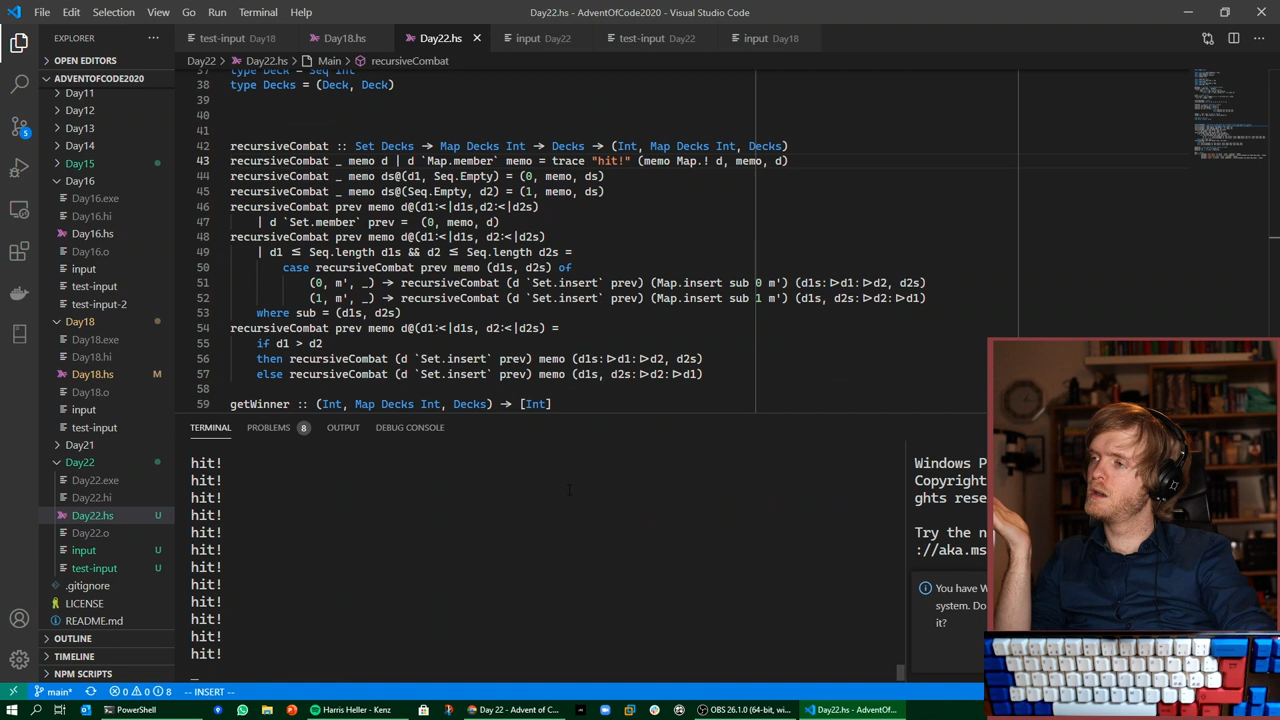 File Edit Selection View Go Run Terminal Help
Day22.hs - AdventOfCode2020 - Visual Studio Code
EXPLORER
test-input Day18
Day18.hs
Day22.hs
input Day22
test-input Day22
input Day18
OPEN EDITORS
Day22 > Day22.hs > Main > recursiveCombat
ADVENTOFCODE2020
Day11
Day12
Day13
Day14
Day15
Day16
Day16.exe
Day16.hi
Day16.hs
Day16.o
input
test-input
test-input-2
Day18
Day18.exe
Day18.hi
Day18.hs M
Day18.o
input
test-input
Day21
Day22
Day22.exe
Day22.hi
Day22.hs U
Day22.o
input U
test-input U
.gitignore
LICENSE
README.md
OUTLINE
TIMELINE
NPM SCRIPTS
37 type Deck = Seq Int
38 type Decks = (Deck, Deck)
39
40
41
42 recursiveCombat :: Set Decks → Map Decks Int → Decks → (Int, Map Decks Int, Decks)
43 recursiveCombat _ memo d | d `Map.member` memo = trace "hit!" (memo Map.! d, memo, d)
44 recursiveCombat _ memo ds@(d1, Seq.Empty) = (0, memo, ds)
45 recursiveCombat _ memo ds@(Seq.Empty, d2) = (1, memo, ds)
46 recursiveCombat prev memo d@(d1:<|d1s,d2:<|d2s)
47 | d `Set.member` prev = (0, memo, d)
48 recursiveCombat prev memo d@(d1:<|d1s, d2:<|d2s)
49 | d1 ≤ Seq.length d1s && d2 ≤ Seq.length d2s =
50 case recursiveCombat prev memo (d1s, d2s) of
51 (0, m', _) → recursiveCombat (d `Set.insert` prev) (Map.insert sub 0 m') (d1s:|>d1:|>d2, d2s)
52 (1, m', _) → recursiveCombat (d `Set.insert` prev) (Map.insert sub 1 m') (d1s, d2s:|>d2:|>d1)
53 where sub = (d1s, d2s)
54 recursiveCombat prev memo d@(d1:<|d1s, d2:<|d2s) =
55 if d1 > d2
56 then recursiveCombat (d `Set.insert` prev) memo (d1s:|>d1:|>d2, d2s)
57 else recursiveCombat (d `Set.insert` prev) memo (d1s, d2s:|>d2:|>d1)
58
59 getWinner :: (Int, Map Decks Int, Decks) → [Int]
TERMINAL PROBLEMS 8 OUTPUT DEBUG CONSOLE
hit!
hit!
hit!
hit!
hit!
hit!
hit!
hit!
hit!
hit!
hit!
hit!
Windows P
Copyright
ghts rese
Try the n
://aka.ms
You have W
system. Do
it?
5
main* 0 0 8 -- INSERT --
PowerShell
Harris Heller - Kenz
Day 22 - Advent of C...
OBS 26.1.0 (64-bit, wi...
Day22.hs - AdventOf...